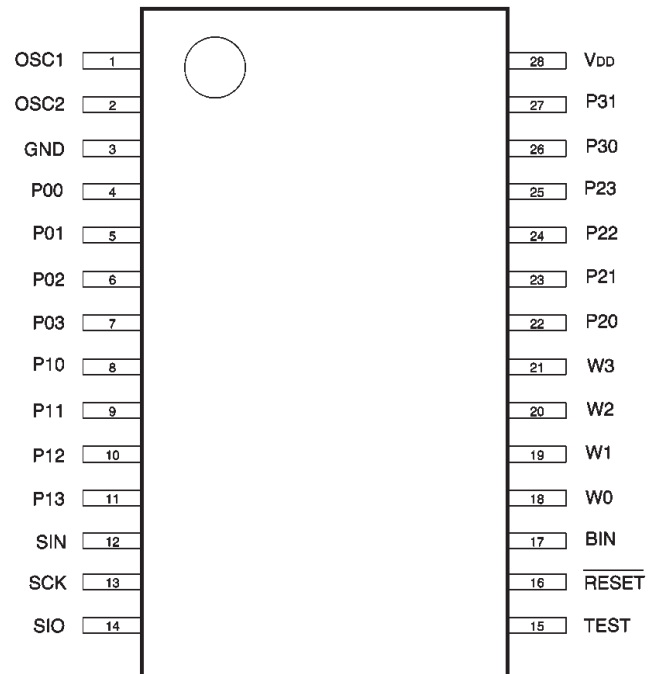 OSC1 1 28 VDD
OSC2 2 27 P31
GND 3 26 P30
P00 4 25 P23
P01 5 24 P22
P02 6 23 P21
P03 7 22 P20
P10 8 21 W3
P11 9 20 W2
P12 10 19 W1
P13 11 18 W0
SIN 12 17 BIN
SCK 13 16 RESET
SIO 14 15 TEST